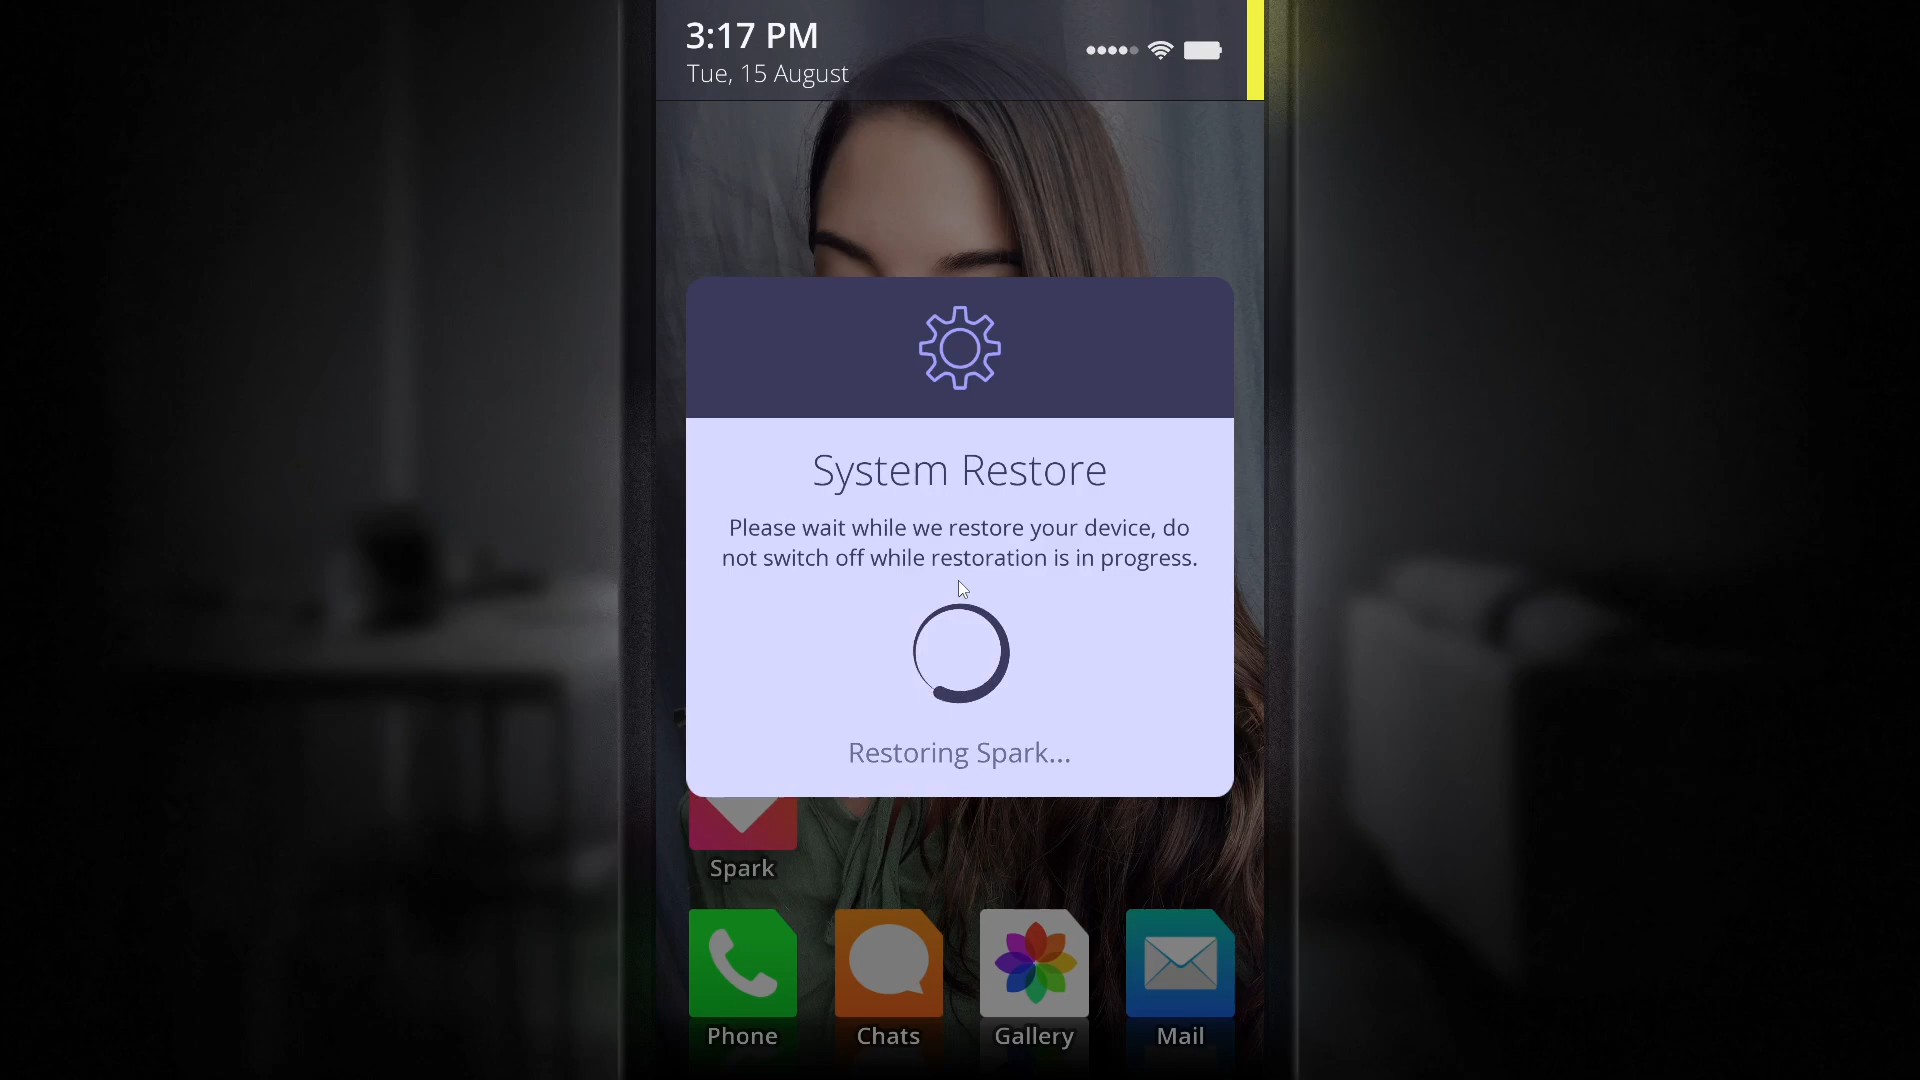 3:17 PM
Tue, 15 August
System Restore
Please wait while we restore your device, do
not switch off while restoration is in progress.
Restoring Spark...
Spark
Phone
Chats
Gallery
Mail